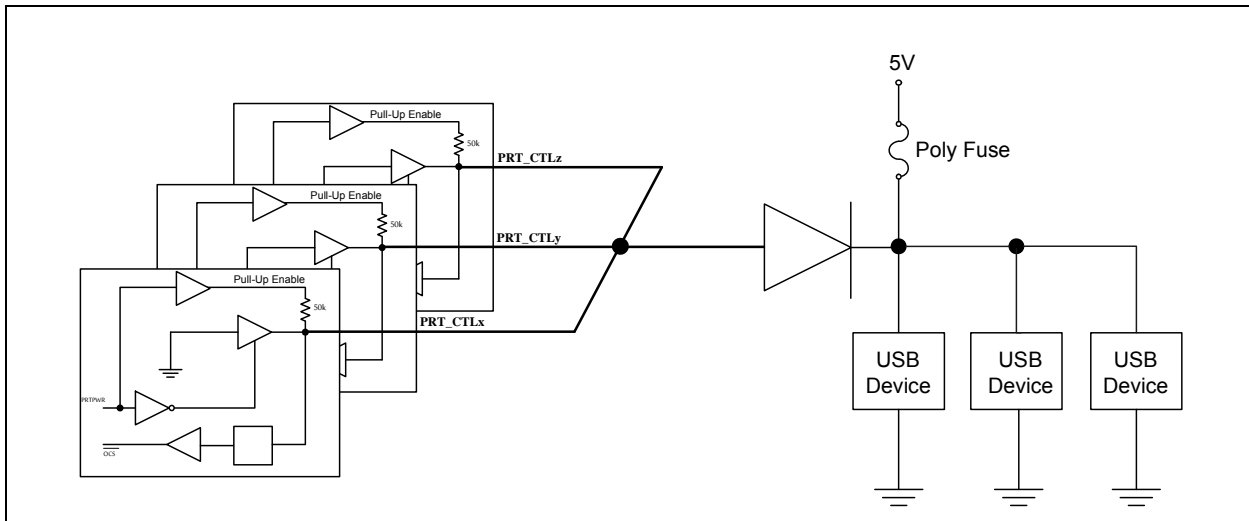 5V
Poly Fuse
Pull-Up Enable
50k
PRT_CTLz
Pull-Up Enable
50k
PRT_CTLy
Pull-Up Enable
50k
PRT_CTLx
PRTPWR
OCS
USB
Device
USB
Device
USB
Device